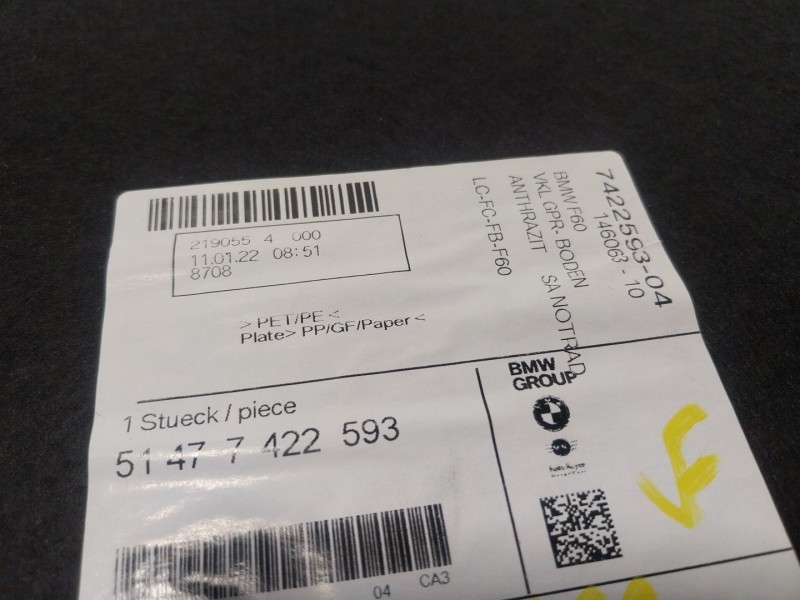 219055 4 000
11.01.22 08:51
8708
> PET/PE <
Plate> PP/GF/Paper <
7422593-04
146063 - 10
BMW F60
VKL GPR- BODEN
ANTHRAZIT SA NOTRAD
LC-FC-FB-F60
1 Stueck / piece
51 47 7 422 593
BMW
GROUP
04 CA3